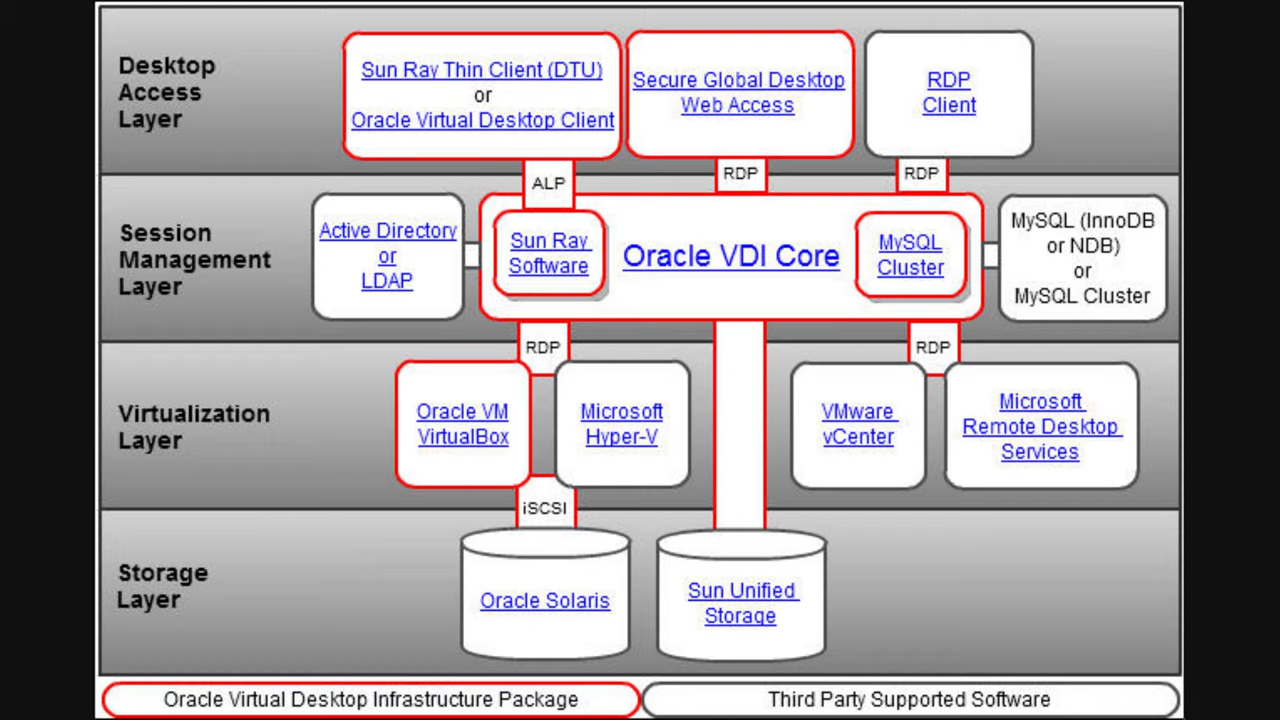 Desktop
Access
Layer
Sun Ray Thin Client (DTU)
or
Oracle Virtual Desktop Client
Secure Global Desktop
Web Access
RDP
Client
ALP
RDP
RDP
Session
Management
Layer
Active Directory
or
LDAP
Sun Ray
Software
Oracle VDI Core
MySQL
Cluster
MySQL (InnoDB
or NDB)
or
MySQL Cluster
RDP
RDP
Virtualization
Layer
Oracle VM
VirtualBox
Microsoft
Hyper-V
VMware
vCenter
Microsoft
Remote Desktop
Services
iSCSI
Storage
Layer
Oracle Solaris
Sun Unified
Storage
Oracle Virtual Desktop Infrastructure Package
Third Party Supported Software